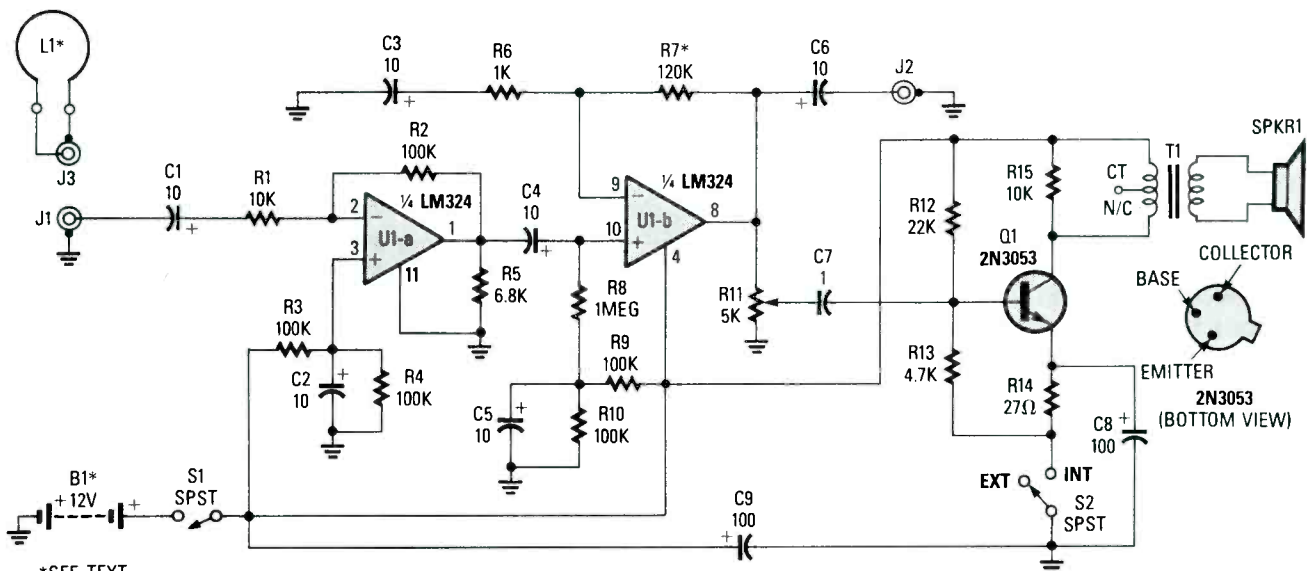 L1*
J3
J1
C1
10
+
R1
10K
C3
10
+
R6
1K
R7*
120K
C6
10
+
J2
R2
100K
2
−
¼ LM324
U1-a
1
3
+
11
R5
6.8K
C4
10
+
9
−
¼ LM324
U1-b
8
10
+
4
R3
100K
C2
10
+
R4
100K
R8
1MEG
R9
100K
C5
10
+
R10
100K
R11
5K
C7
1
R12
22K
R13
4.7K
R15
10K
Q1
2N3053
R14
27Ω
C8
100
+
CT
N/C
T1
SPKR1
COLLECTOR
BASE
EMITTER
2N3053
(BOTTOM VIEW)
EXT
INT
S2
SPST
C9
100
+
B1*
+ 12V
+
S1
SPST
*SEE TEXT